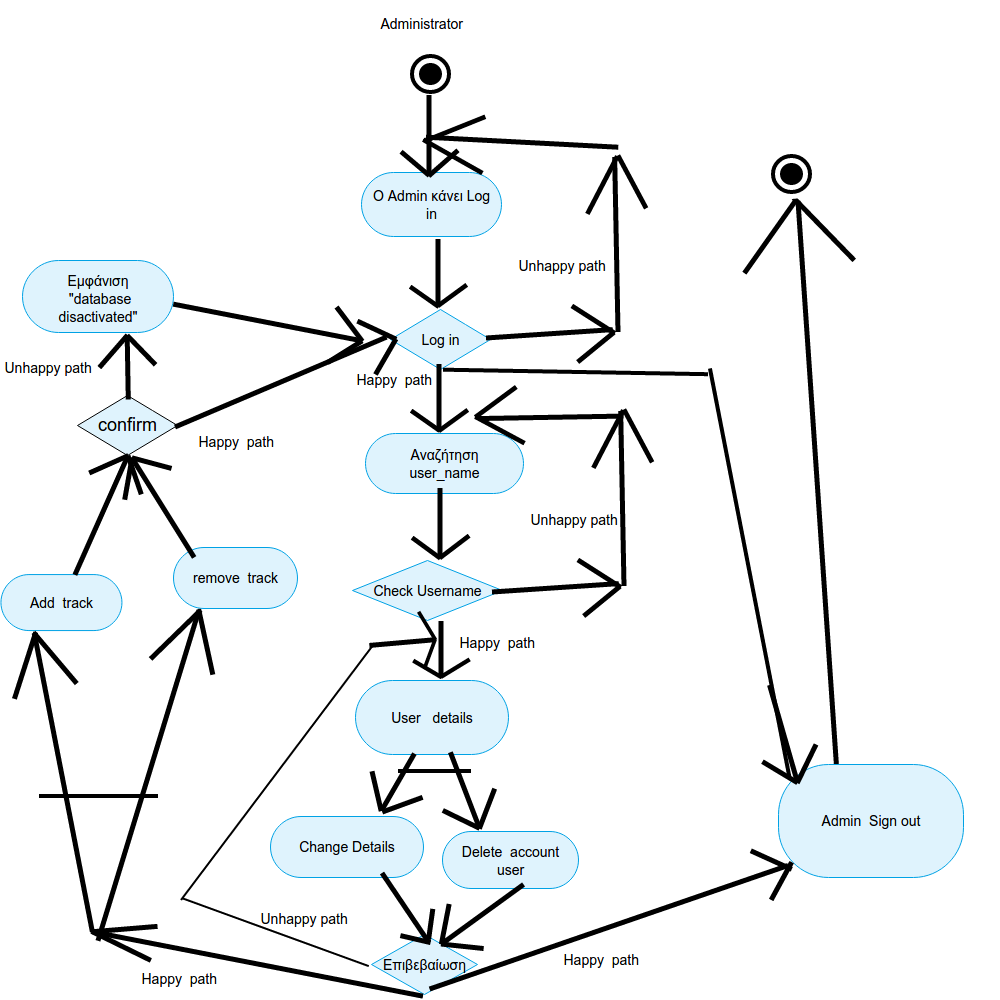 Administrator
Ο Admin κάνει Log
in
Unhappy path
Εμφάνιση
"database
disactivated"
Log in
Unhappy path
Happy path
confirm
Happy path
Αναζήτηση
user_name
Unhappy path
Check Username
remove track
Add track
Happy path
User details
Admin Sign out
Change Details
Delete account
user
Unhappy path
Επιβεβαίωση
Happy path
Happy path